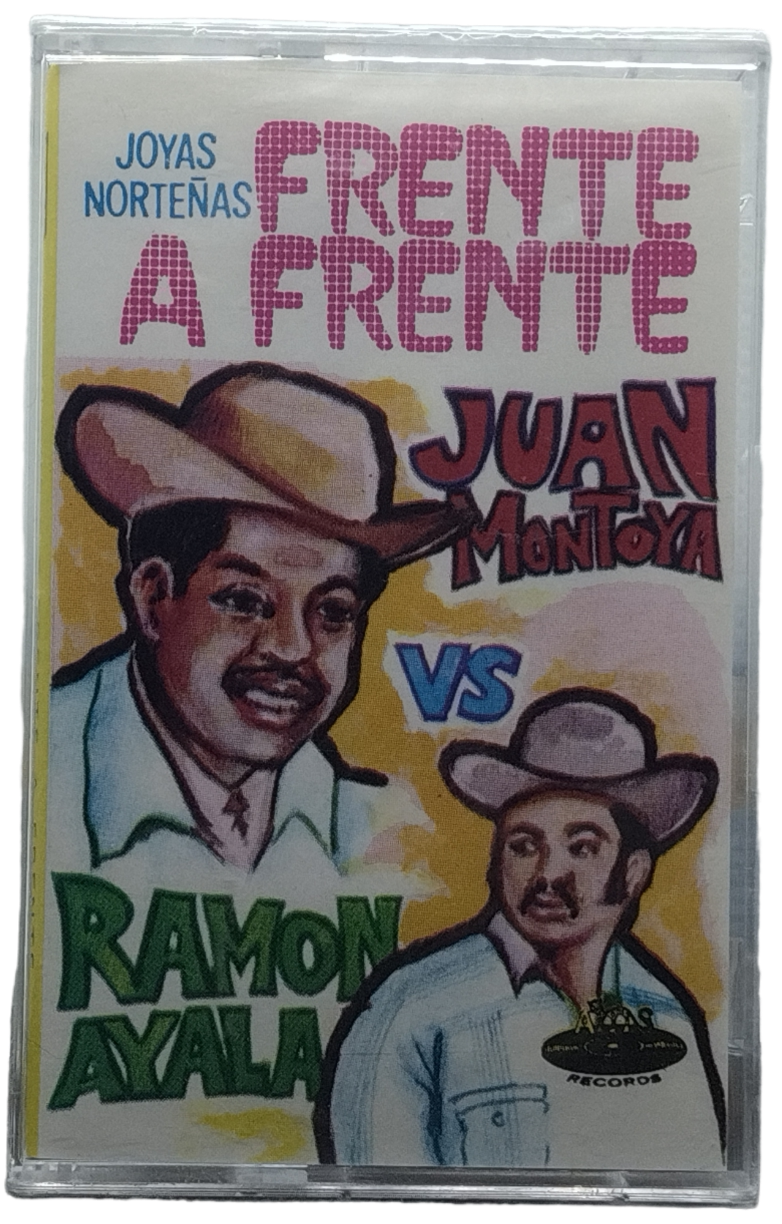 JOYAS
NORTEÑAS
FRENTE
A FRENTE
JUAN
MONTOYA
VS
RAMON
AYALA
RECORDS